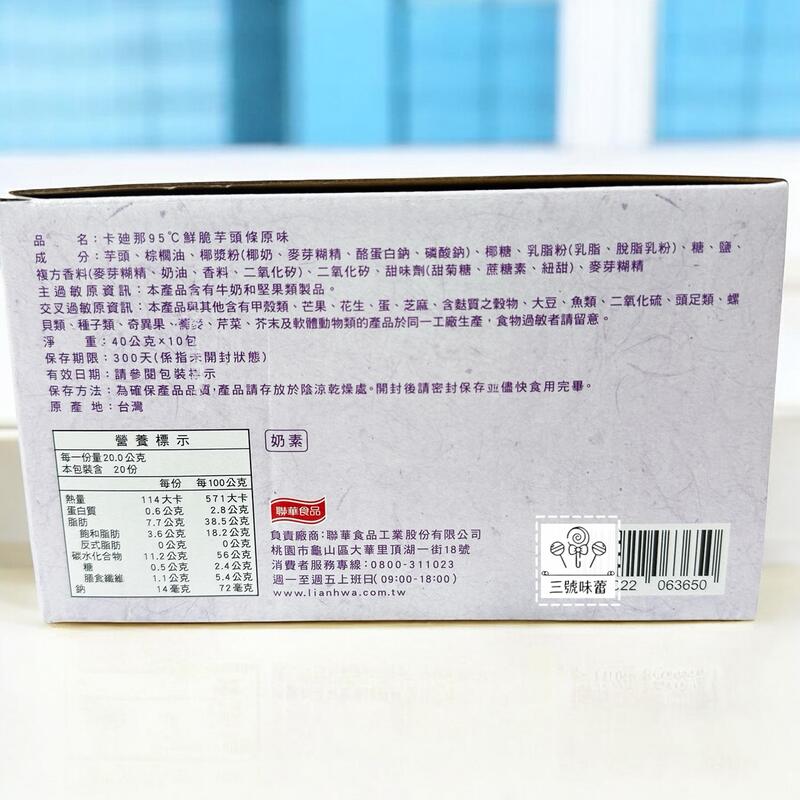 品　　名：卡廸那95℃鮮脆芋頭條原味
成　　分：芋頭、棕櫚油、椰漿粉(椰奶、麥芽糊精、酪蛋白鈉、磷酸鈉)、椰糖、乳脂粉(乳脂、脫脂乳粉)、糖、鹽、
複方香料(麥芽糊精、奶油、香料、二氧化矽)、二氧化矽、甜味劑(甜菊糖、蔗糖素、紐甜)、麥芽糊精
主過敏原資訊：本產品含有牛奶和堅果類製品。
交叉過敏原資訊：本產品與其他含有甲殼類、芒果、花生、蛋、芝麻、含麩質之穀物、大豆、魚類、二氧化硫、頭足類、螺
貝類、種子類、奇異果、蕎麥、芹菜、芥末及軟體動物類的產品於同一工廠生產，食物過敏者請留意。
淨　　重：40公克×10包
保存期限：300天(係指未開封狀態)
有效日期：請參閱包裝標示
保存方法：為確保產品品質，產品請存放於陰涼乾燥處。開封後請密封保存並儘快食用完畢。
原 產 地：台灣
營養標示
每一份量20.0公克
本包裝含 20份
每份 每100公克
熱量 114大卡 571大卡
蛋白質 0.6公克 2.8公克
脂肪 7.7公克 38.5公克
飽和脂肪 3.6公克 18.2公克
反式脂肪 0公克 0公克
碳水化合物 11.2公克 56公克
糖 0.5公克 2.4公克
膳食纖維 1.1公克 5.4公克
鈉 14毫克 72毫克
奶素
聯華食品
負責廠商：聯華食品工業股份有限公司
桃園市龜山區大華里頂湖一街18號
消費者服務專線：0800-311023
週一至週五上班日(09:00-18:00)
www.lianhwa.com.tw
三號味蕾
22 063650